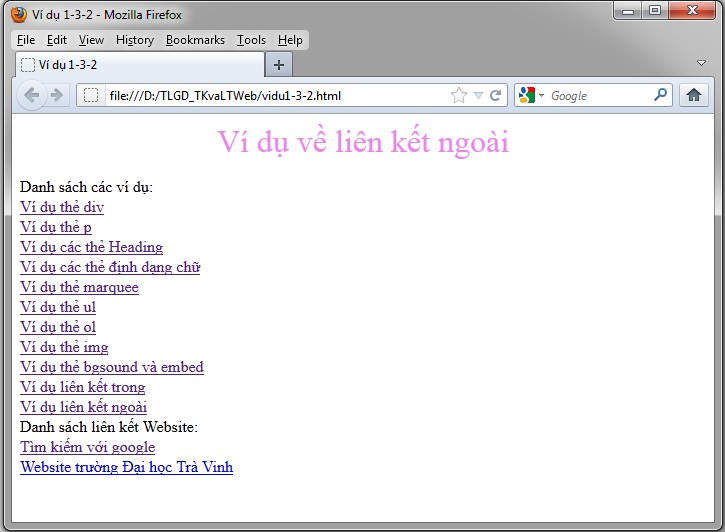 Ví dụ 1-3-2 - Mozilla Firefox
File Edit View History Bookmarks Tools Help
Ví dụ 1-3-2
file:///D:/TLGD_TKvaLTWeb/vidu1-3-2.html
Google
Ví dụ về liên kết ngoài
Danh sách các ví dụ:
Ví dụ thẻ div
Ví dụ thẻ p
Ví dụ các thẻ Heading
Ví dụ các thẻ định dạng chữ
Ví dụ thẻ marquee
Ví dụ thẻ ul
Ví dụ thẻ ol
Ví dụ thẻ img
Ví dụ thẻ bgsound và embed
Ví dụ liên kết trong
Ví dụ liên kết ngoài
Danh sách liên kết Website:
Tìm kiếm với google
Website trường Đại học Trà Vinh